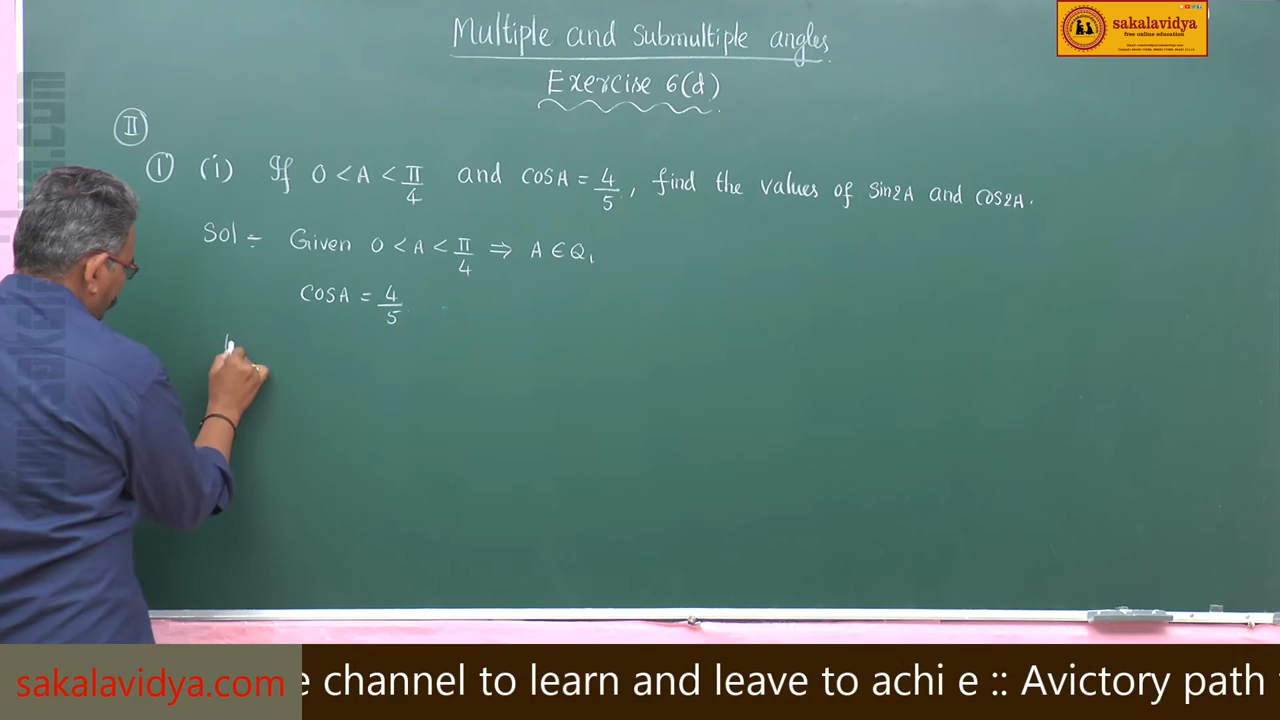 Multiple and Submultiple angles.
Exercise 6(d)
sakalavidya
free online education
II
1 (i) If 0 < A < π/4 and cosA = 4/5, find the values of sin2A and cos2A.
Sol :- Given 0 < A < π/4 ⇒ A ∈ Q₁
cosA = 4/5
sakalavidya.com
e channel to learn and leave to achi e :: Avictory path